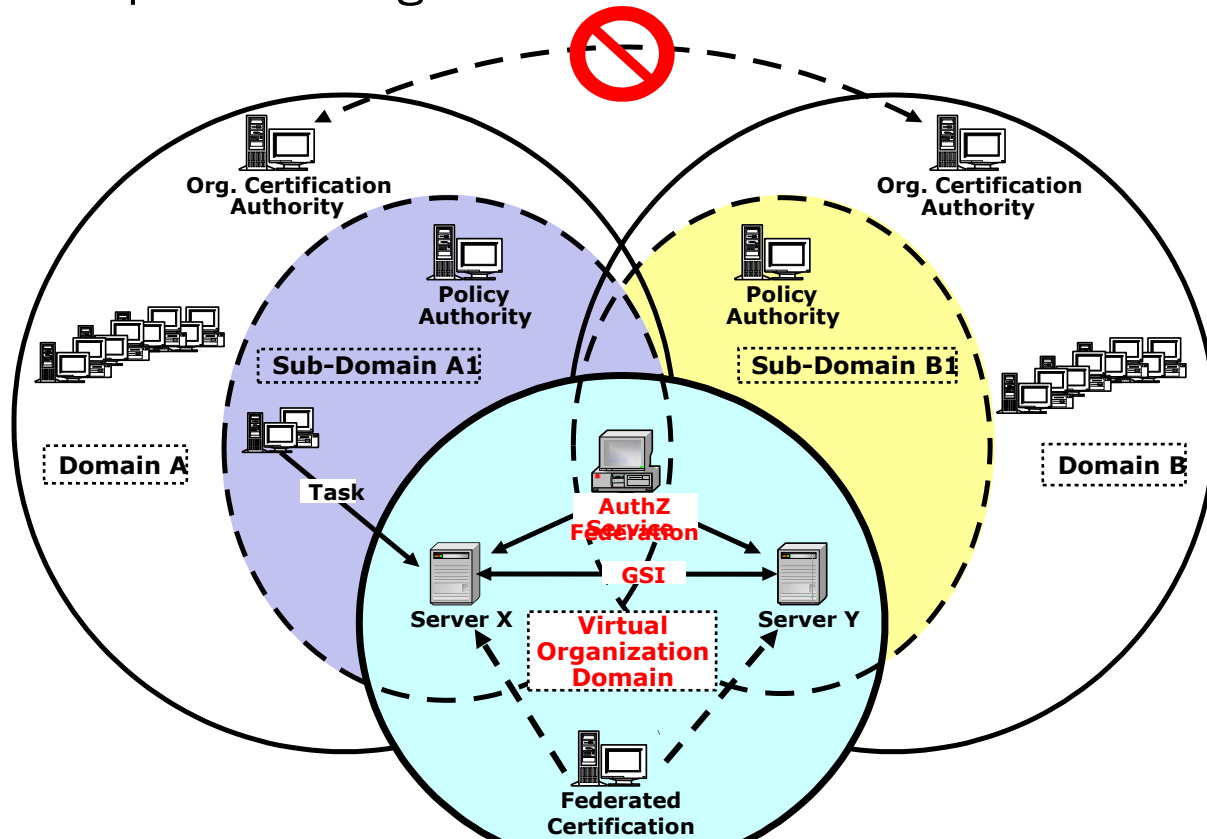 Org. Certification
Authority
Org. Certification
Authority
Policy
Authority
Policy
Authority
Sub-Domain A1
Sub-Domain B1
Domain A
Domain B
Task
AuthZ
Service
Federation
GSI
Server X
Server Y
Virtual
Organization
Domain
Federated
Certification